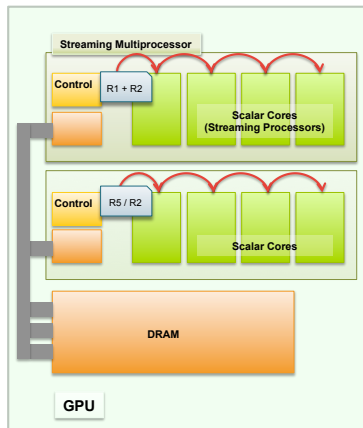 Streaming Multiprocessor
Control
R1 + R2
Scalar Cores
(Streaming Processors)
Control
R5 / R2
Scalar Cores
DRAM
GPU